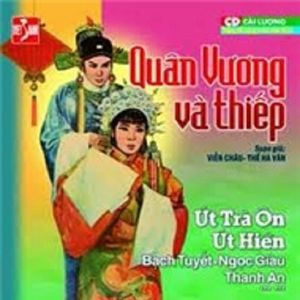 CD CẢI LƯƠNG
Quân Vương
và thiếp
Soạn giả:
VIỄN CHÂU - THẾ HÀ VÂN
Út Trà Ôn
Út Hiền
Bạch Tuyết - Ngọc Giàu
Thanh An